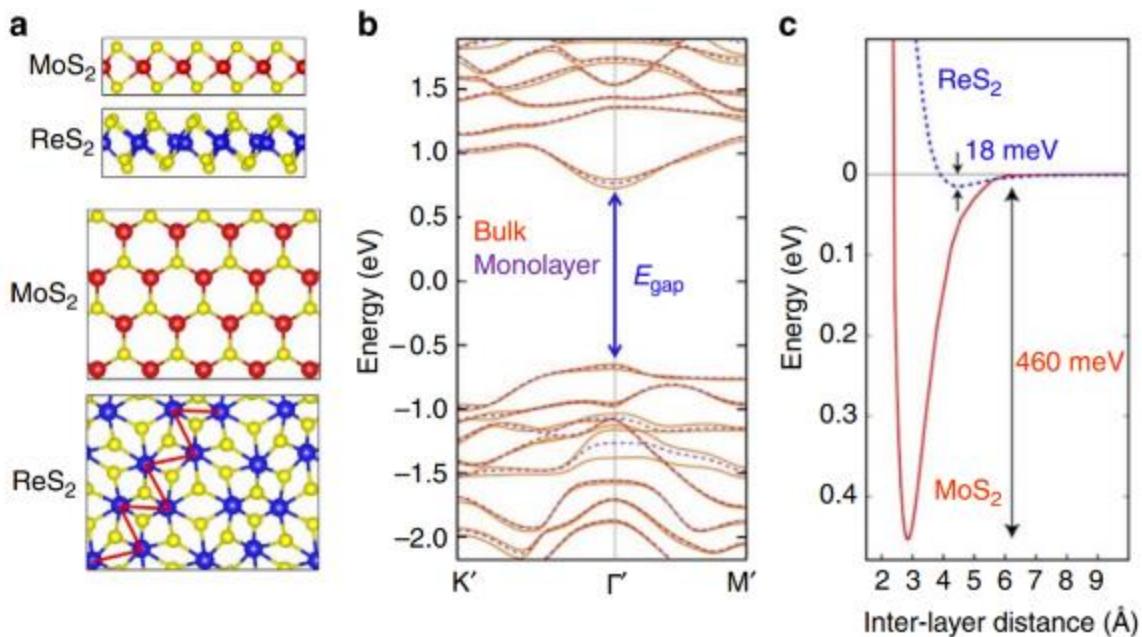 a
MoS2
ReS2
MoS2
ReS2
b
Energy (eV)
1.5
1.0
0.5
0.0
−0.5
−1.0
−1.5
−2.0
Bulk
Monolayer
Egap
K′
Γ′
M′
c
Energy (eV)
0
0.1
0.2
0.3
0.4
ReS2
18 meV
460 meV
MoS2
2 3 4 5 6 7 8 9
Inter-layer distance (Å)